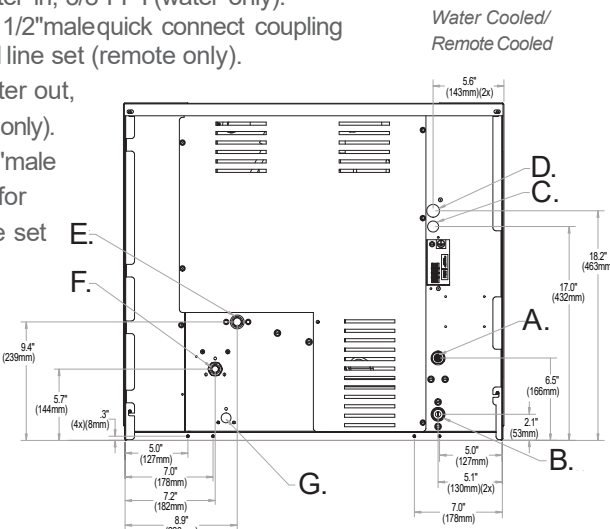 ter in, 3/8 FPT (water only).
1/2"malequick connect coupling
line set (remote only).
ter out,
only).
"male
for
e set
Water Cooled/
Remote Cooled
5.6"
(143mm)(2x)
D.
C.
E.
F.
A.
B.
G.
18.2"
(463mm
17.0"
(432mm)
9.4"
(239mm)
5.7"
(144mm)
.3"
(4x)(8mm)
6.5"
(166mm)
2.1"
(53mm)
5.0"
(127mm)
7.0"
(178mm)
7.2"
(182mm)
8.9"
5.0"
(127mm)
5.1"
(130mm)(2x)
7.0"
(178mm)